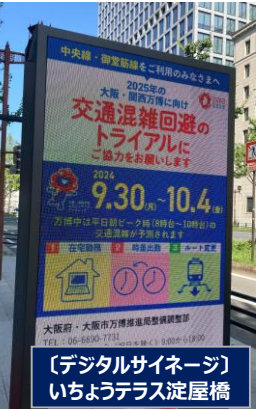 中央線・御堂筋線をご利用のみなさまへ
2025年の
大阪・関西万博に向け
交通混雑回避の
トライアルに
ご協力をお願いします
2024
9.30(月)～10.4(金)
万博中は平日朝ピーク時(8時台～10時台)の
交通混雑が予測されます
1 在宅勤務 2 時差出勤 3 ルート変更
大阪府・大阪市万博推進局整備調整部
TEL：06-6690-7731
〔デジタルサイネージ〕
いちょうテラス淀屋橋